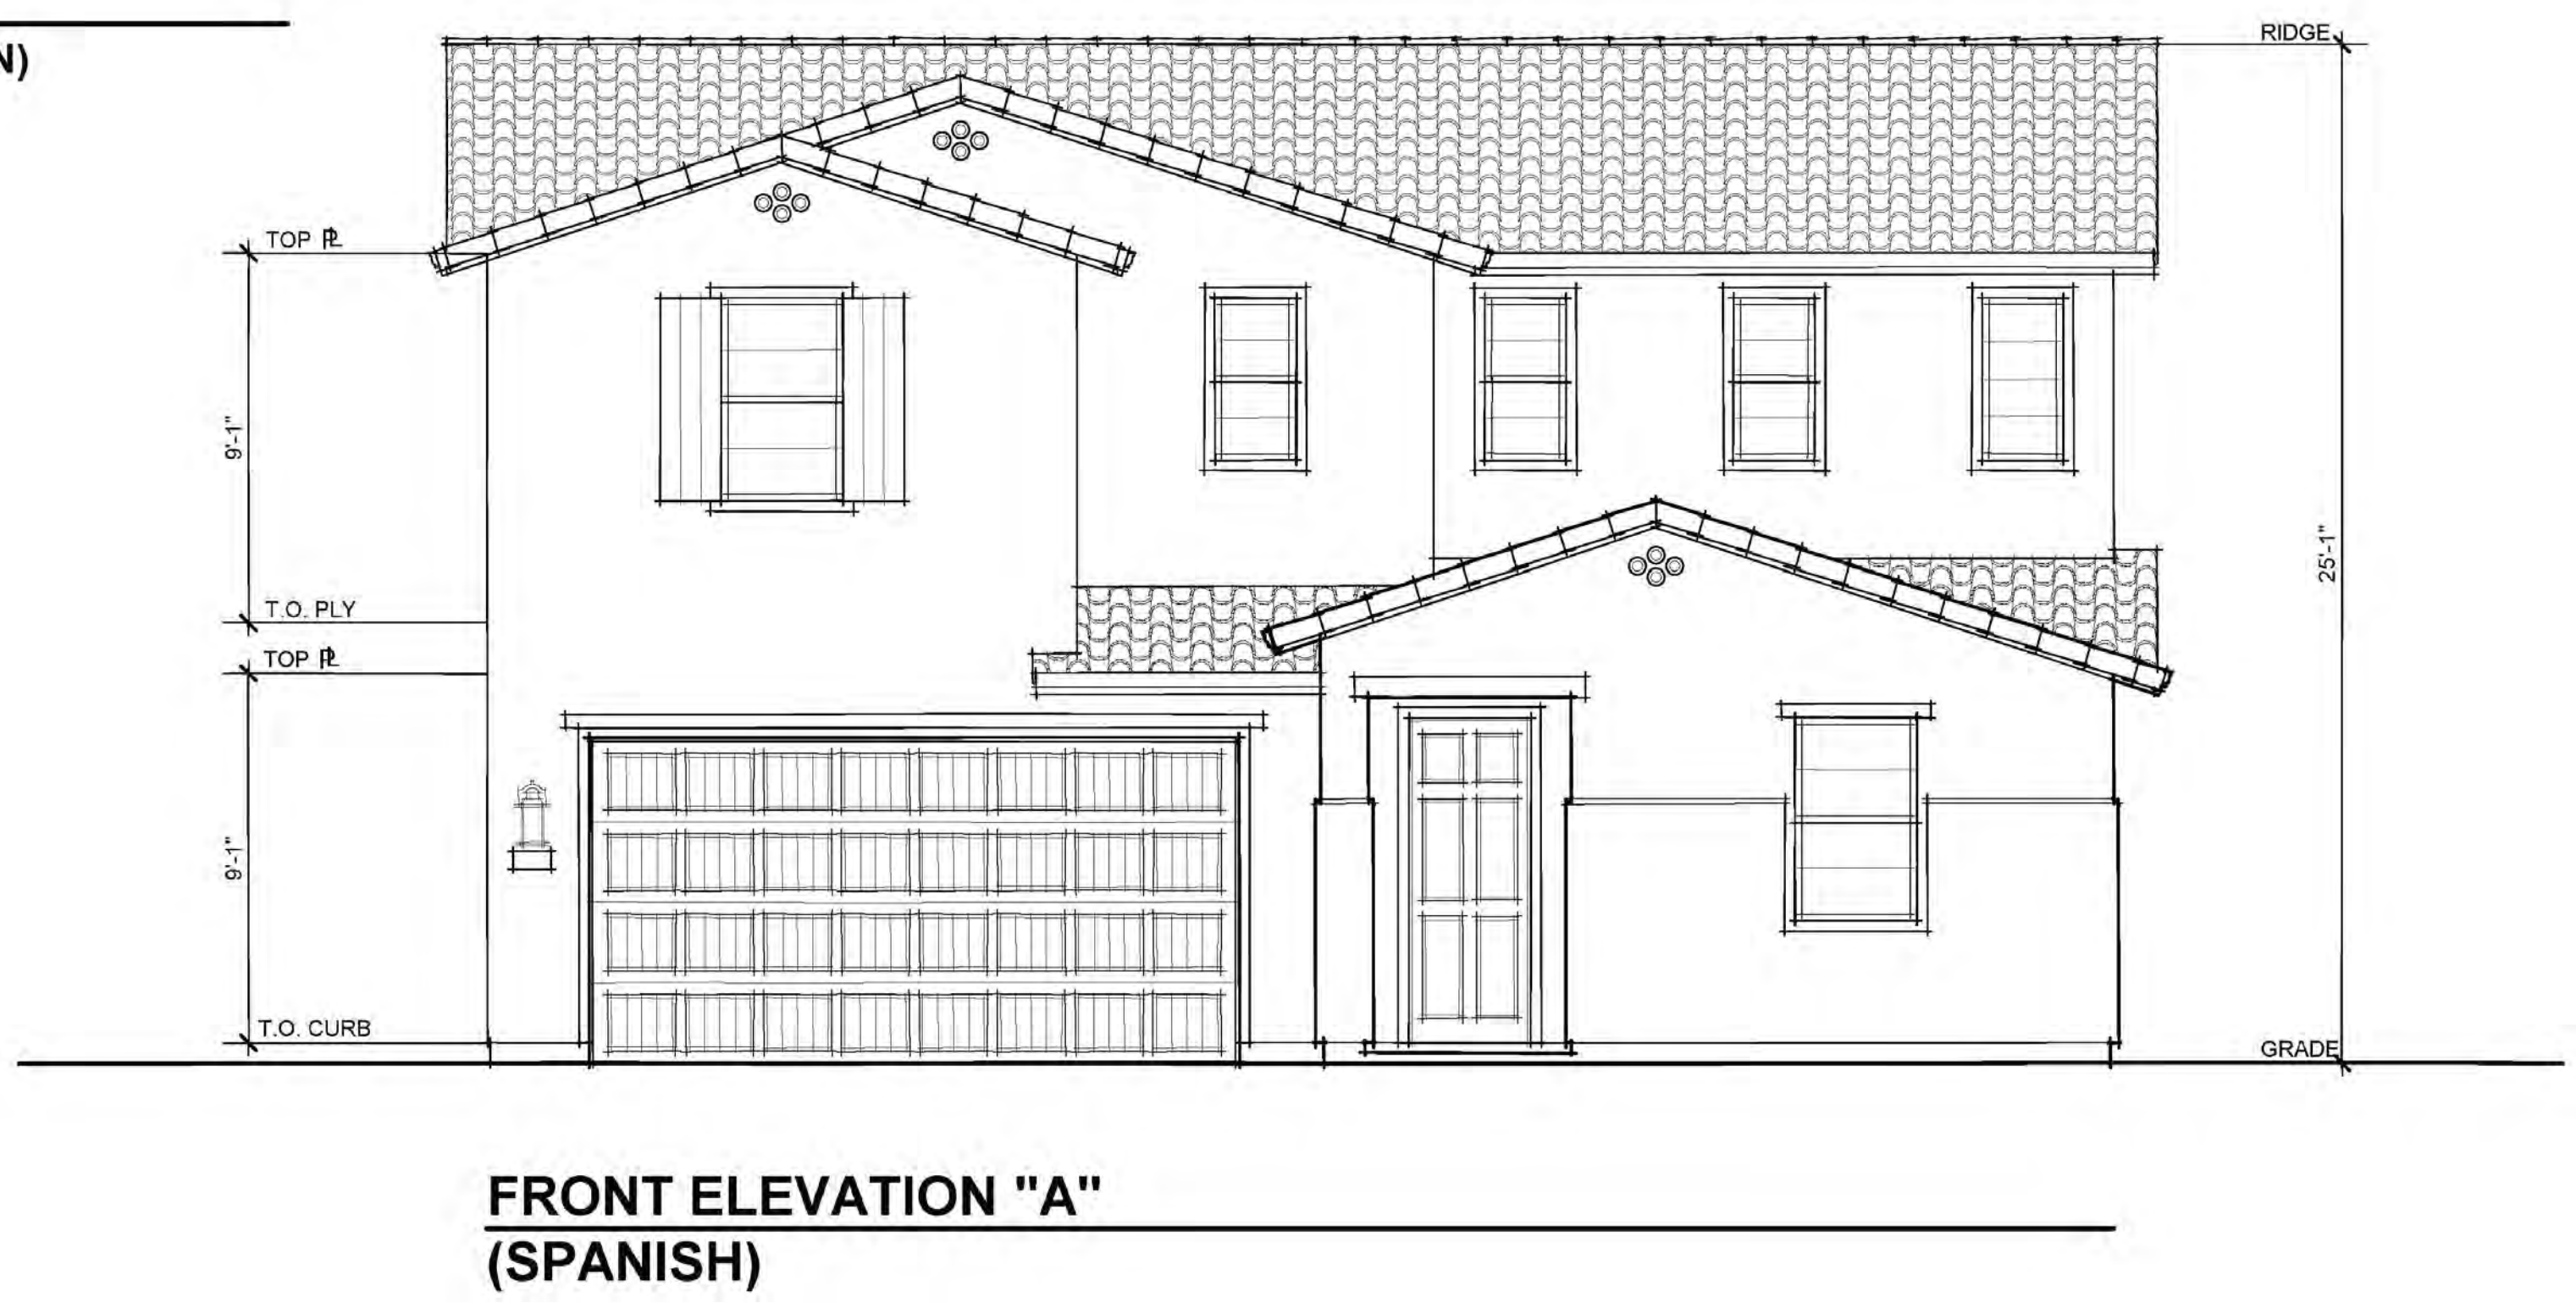 N)
RIDGE
TOP PL
9'-1"
25'-1"
T.O. PLY
TOP PL
9'-1"
T.O. CURB
GRADE
FRONT ELEVATION "A"
(SPANISH)